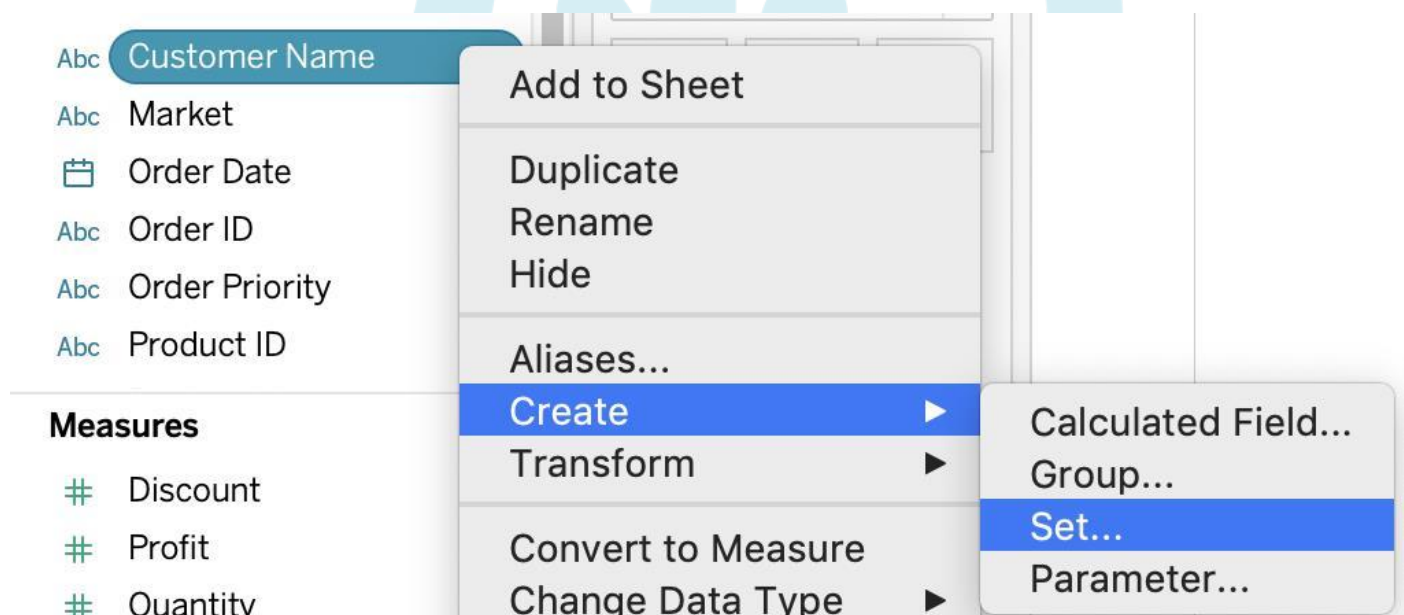 Abc Customer Name
Abc Market
Order Date
Abc Order ID
Abc Order Priority
Abc Product ID
Measures
# Discount
# Profit
# Quantity
Add to Sheet
Duplicate
Rename
Hide
Aliases...
Create
Transform
Convert to Measure
Change Data Type
Calculated Field...
Group...
Set...
Parameter...